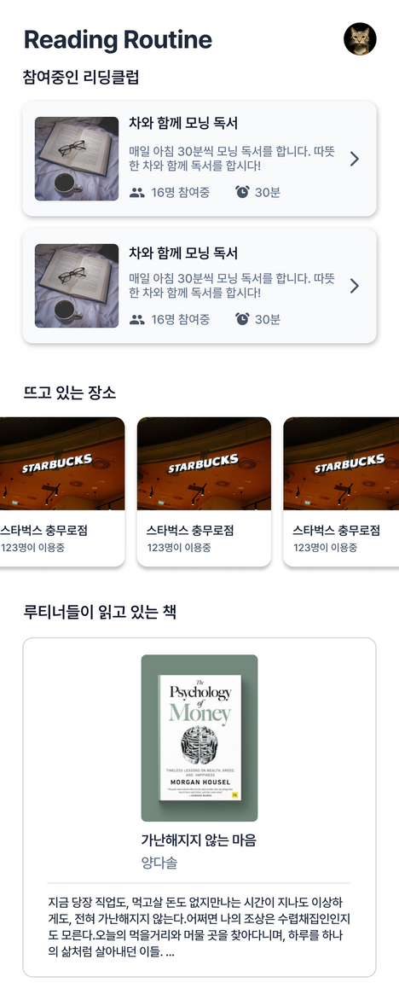 Reading Routine
참여중인 리딩클럽
차와 함께 모닝 독서
매일 아침 30분씩 모닝 독서를 합니다. 따뜻
한 차와 함께 독서를 합시다!
16명 참여중 30분
차와 함께 모닝 독서
매일 아침 30분씩 모닝 독서를 합니다. 따뜻
한 차와 함께 독서를 합시다!
16명 참여중 30분
뜨고 있는 장소
STARBUCKS STARBUCKS STARBUCKS
스타벅스 충무로점 스타벅스 충무로점 스타벅스 충무로점
123명이 이용중 123명이 이용중 123명이 이용중
루티너들이 읽고 있는 책
The
Psychology
of
Money
TIMELESS LESSONS ON WEALTH, GREED,
AND HAPPINESS
MORGAN HOUSEL
가난해지지 않는 마음
양다솔
지금 당장 직업도, 먹고살 돈도 없지만나는 시간이 지나도 이상하
게도, 전혀 가난해지지 않는다.어쩌면 나의 조상은 수렵채집인인지
도 모른다.오늘의 먹을거리와 머물 곳을 찾아다니며, 하루를 하나
의 삶처럼 살아내던 이들. ...